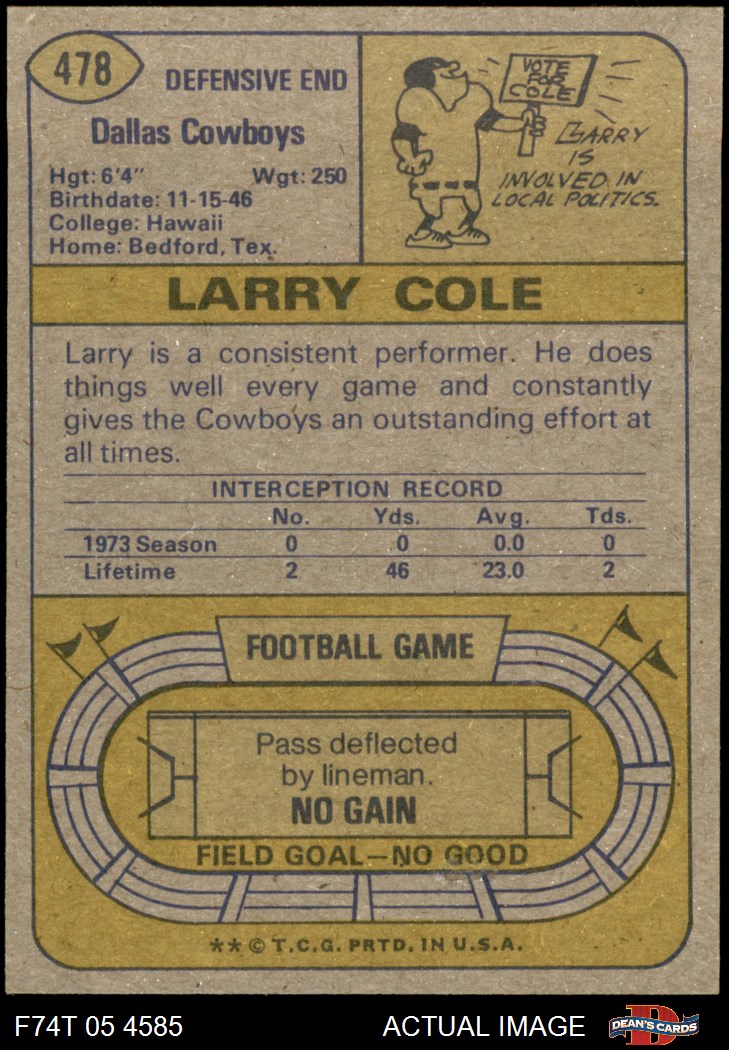 478
DEFENSIVE END
Dallas Cowboys
Hgt: 6'4" Wgt: 250
Birthdate: 11-15-46
College: Hawaii
Home: Bedford, Tex.
VOTE
FOR
COLE
LARRY
IS
INVOLVED IN
LOCAL POLITICS.
LARRY COLE
Larry is a consistent performer. He does
things well every game and constantly
gives the Cowboys an outstanding effort at
all times.
INTERCEPTION RECORD
No. Yds. Avg. Tds.
1973 Season 0 0 0.0 0
Lifetime 2 46 23.0 2
FOOTBALL GAME
Pass deflected
by lineman.
NO GAIN
FIELD GOAL—NO GOOD
** © T.C.G. PRTD. IN U.S.A.
F74T 05 4585 ACTUAL IMAGE DEAN'S CARDS